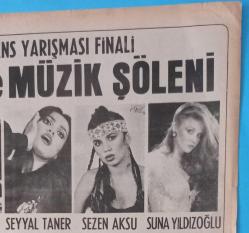 NS YARIŞMASI FİNALİ
MÜZİK ŞÖLENİ
SEYYAL TANER SEZEN AKSU SUNA YILDIZOĞLU